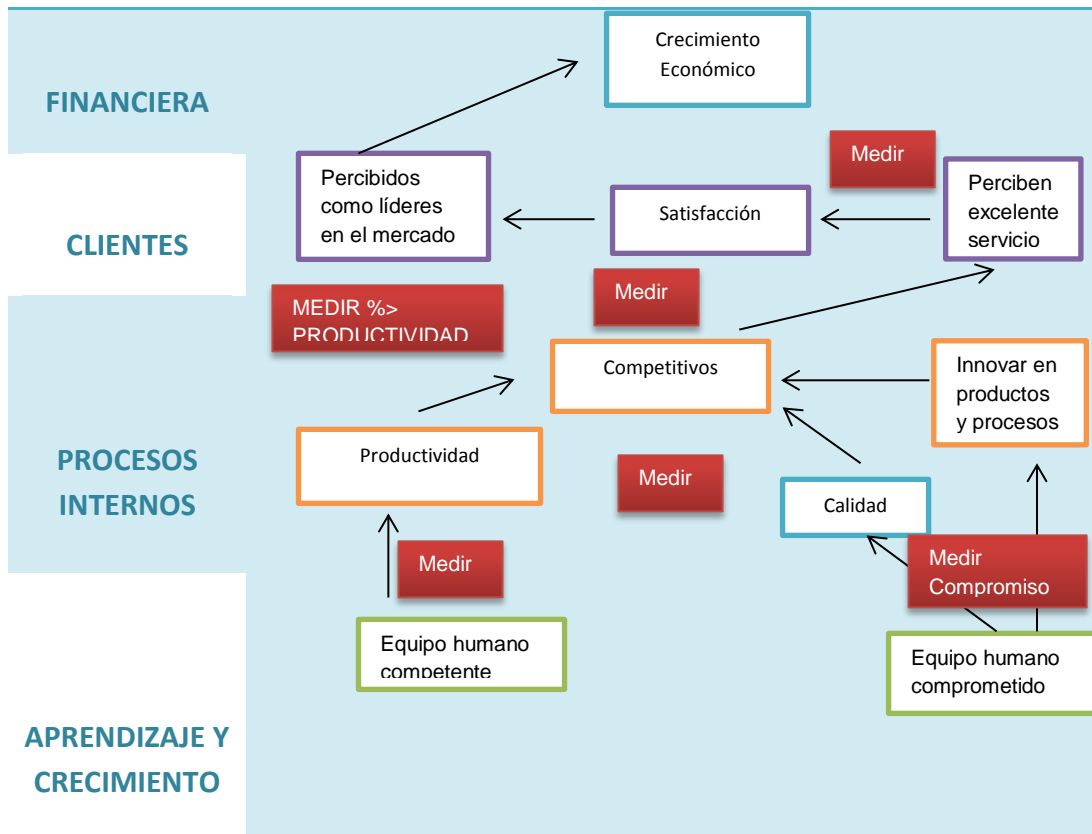 Crecimiento
Económico
FINANCIERA
Medir
Percibidos
como líderes
en el mercado
Satisfacción
Perciben
excelente
servicio
CLIENTES
MEDIR %>
PRODUCTIVIDAD
Medir
Competitivos
Innovar en
productos
y procesos
PROCESOS
INTERNOS
Productividad
Medir
Calidad
Medir
Medir
Compromiso
Equipo humano
competente
Equipo humano
comprometido
APRENDIZAJE Y
CRECIMIENTO